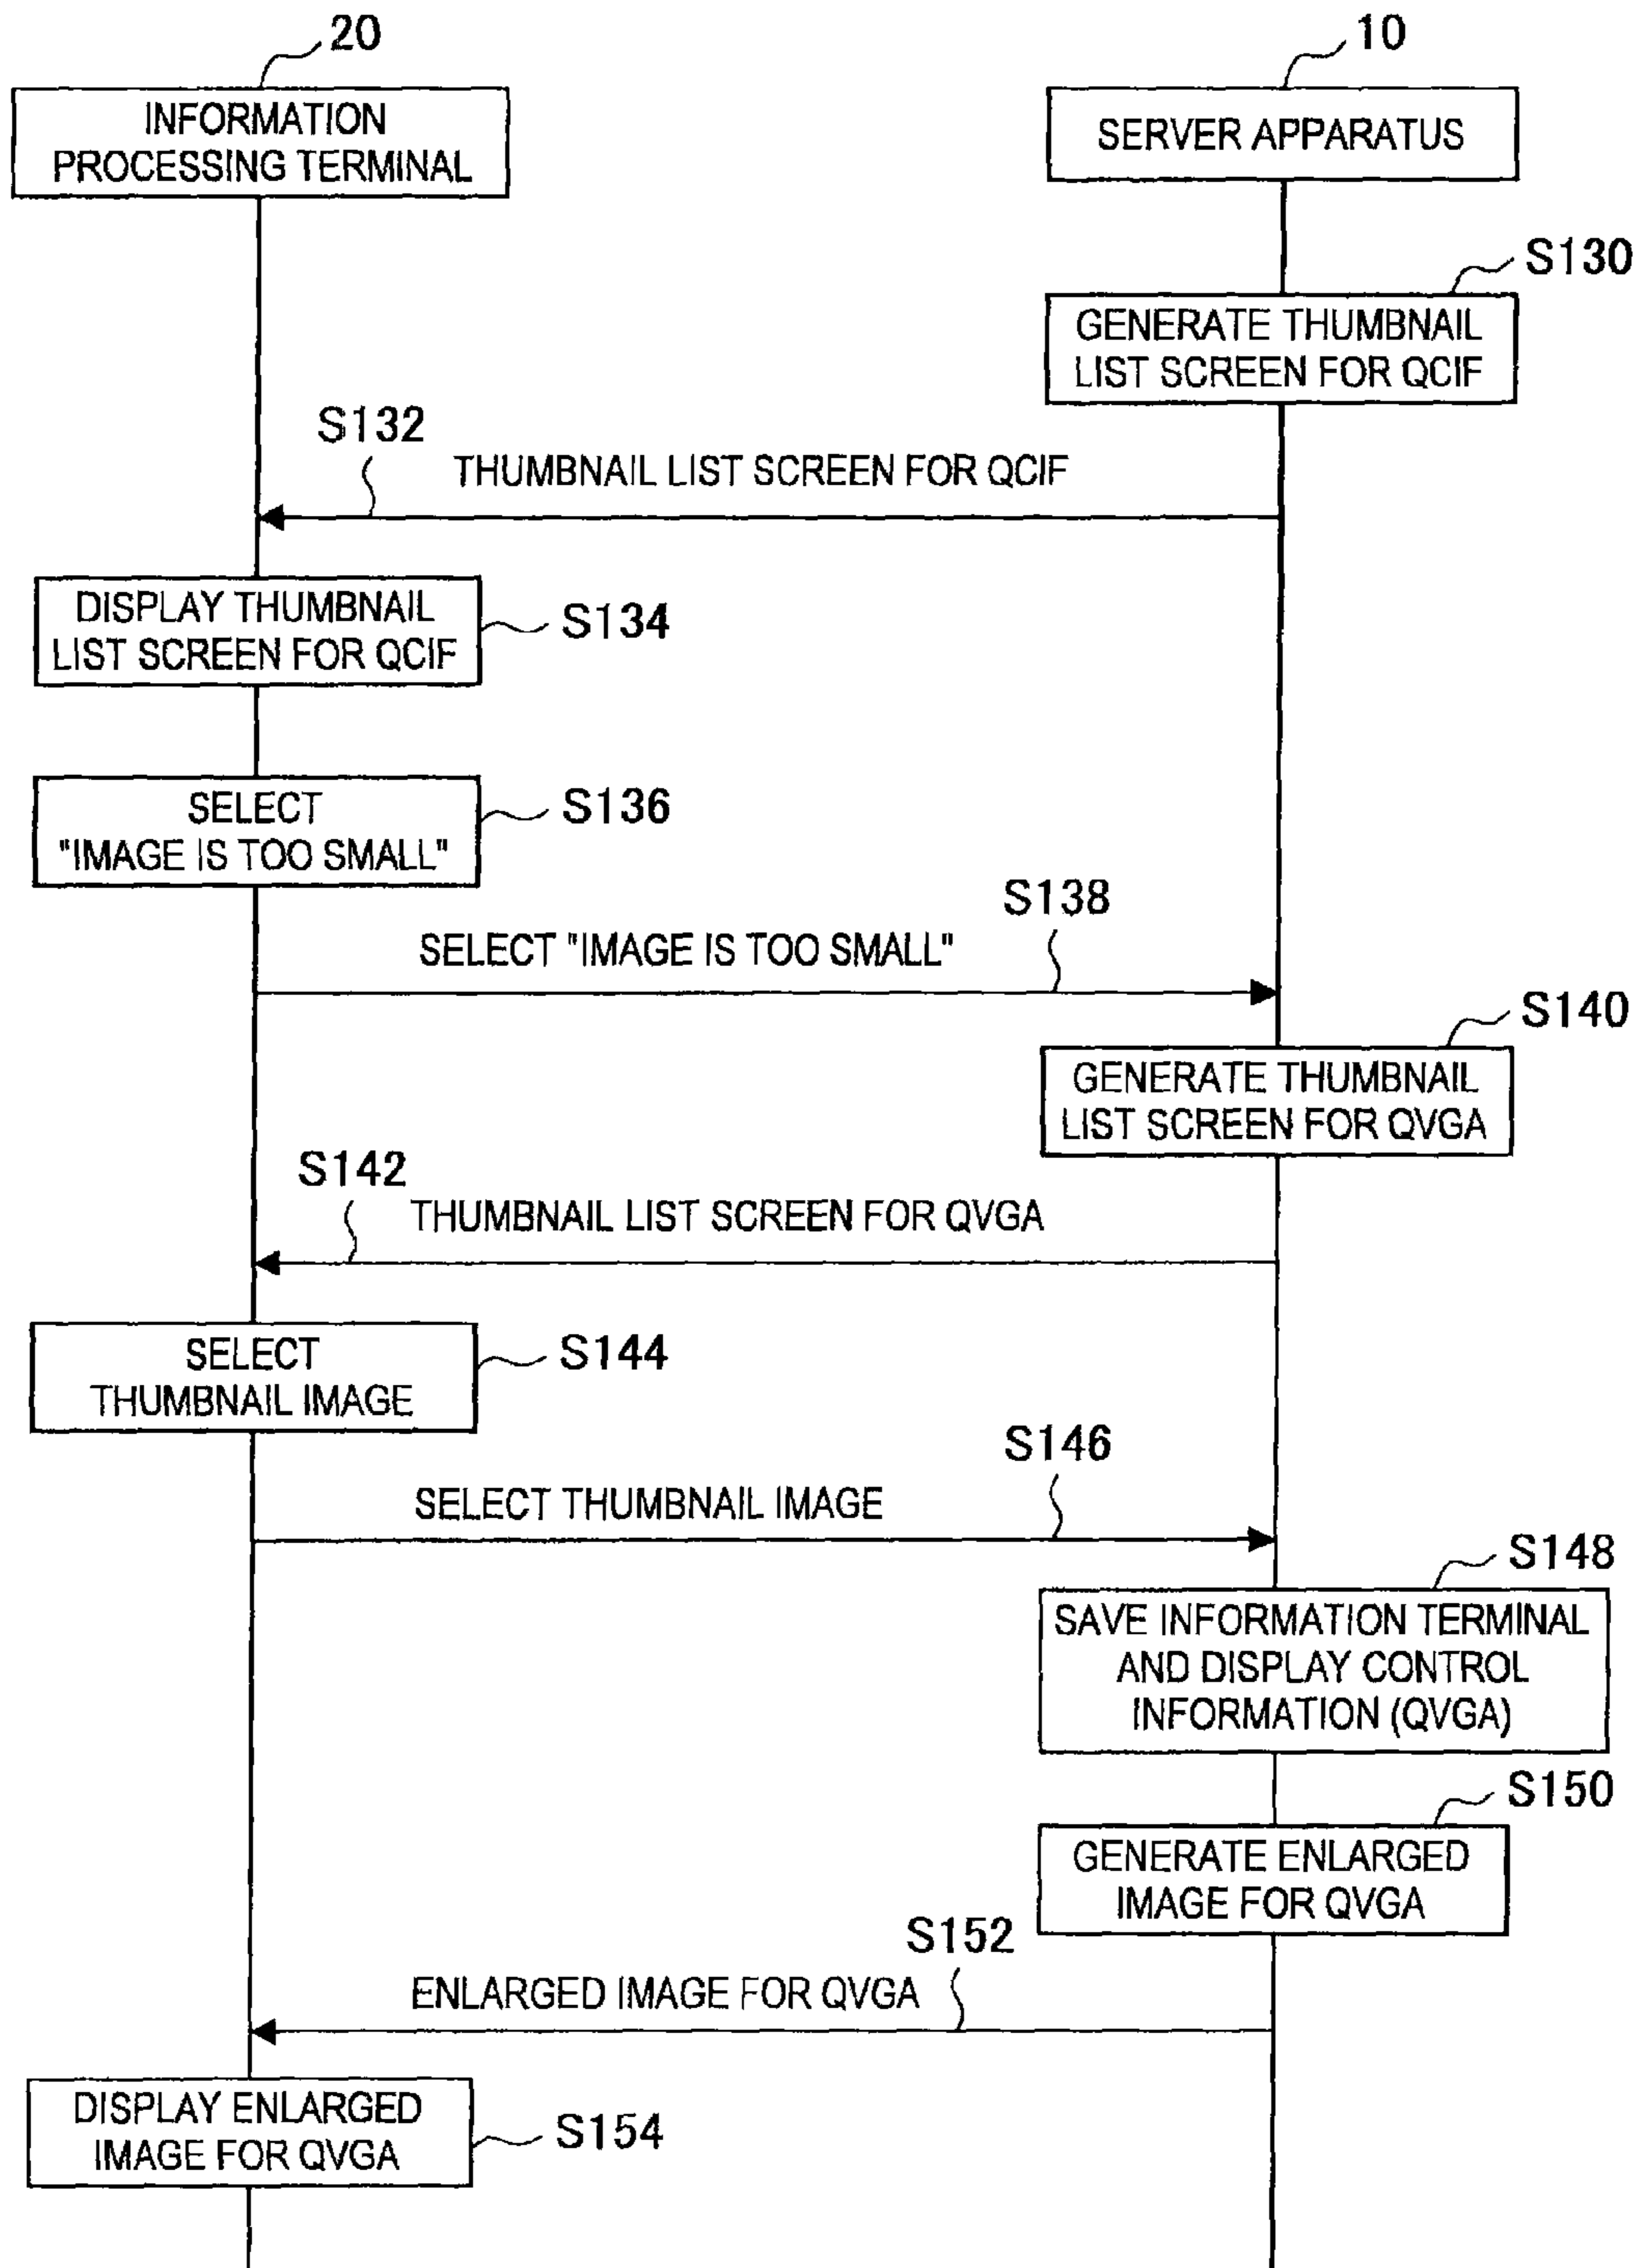 20
10
INFORMATION
PROCESSING TERMINAL
SERVER APPARATUS
S130
GENERATE THUMBNAIL
LIST SCREEN FOR QCIF
S132
THUMBNAIL LIST SCREEN FOR QCIF
DISPLAY THUMBNAIL
LIST SCREEN FOR QCIF
S134
SELECT
"IMAGE IS TOO SMALL"
S136
S138
SELECT "IMAGE IS TOO SMALL"
S140
GENERATE THUMBNAIL
LIST SCREEN FOR QVGA
S142
THUMBNAIL LIST SCREEN FOR QVGA
SELECT
THUMBNAIL IMAGE
S144
S146
SELECT THUMBNAIL IMAGE
S148
SAVE INFORMATION TERMINAL
AND DISPLAY CONTROL
INFORMATION (QVGA)
S150
GENERATE ENLARGED
IMAGE FOR QVGA
S152
ENLARGED IMAGE FOR QVGA
DISPLAY ENLARGED
IMAGE FOR QVGA
S154